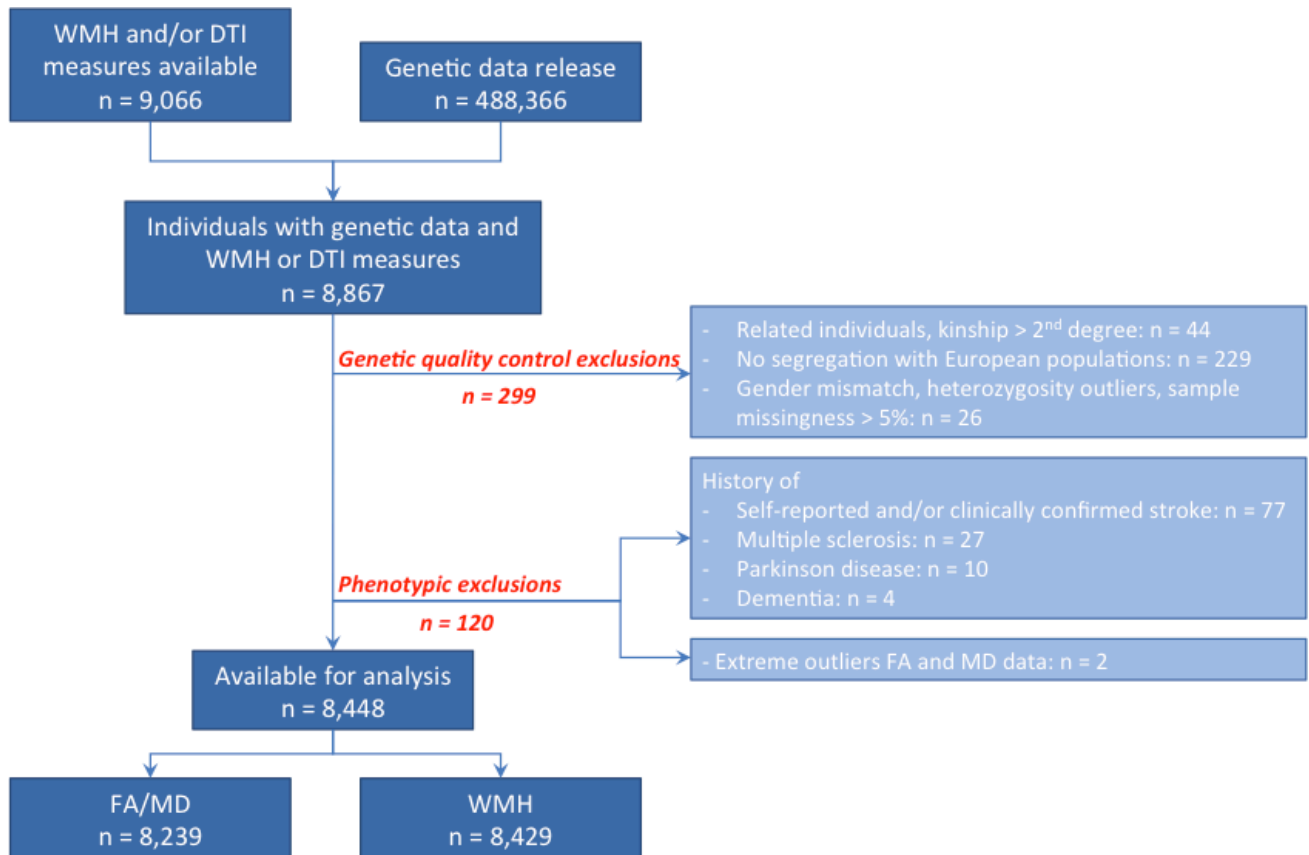 WMH and/or DTI
measures available
n = 9,066
Genetic data release
n = 488,366
Individuals with genetic data and
WMH or DTI measures
n = 8,867
Genetic quality control exclusions
n = 299
- Related individuals, kinship > 2nd degree: n = 44
- No segregation with European populations: n = 229
- Gender mismatch, heterozygosity outliers, sample
missingness > 5%: n = 26
History of
- Self-reported and/or clinically confirmed stroke: n = 77
- Multiple sclerosis: n = 27
- Parkinson disease: n = 10
- Dementia: n = 4
Phenotypic exclusions
n = 120
- Extreme outliers FA and MD data: n = 2
Available for analysis
n = 8,448
FA/MD
n = 8,239
WMH
n = 8,429